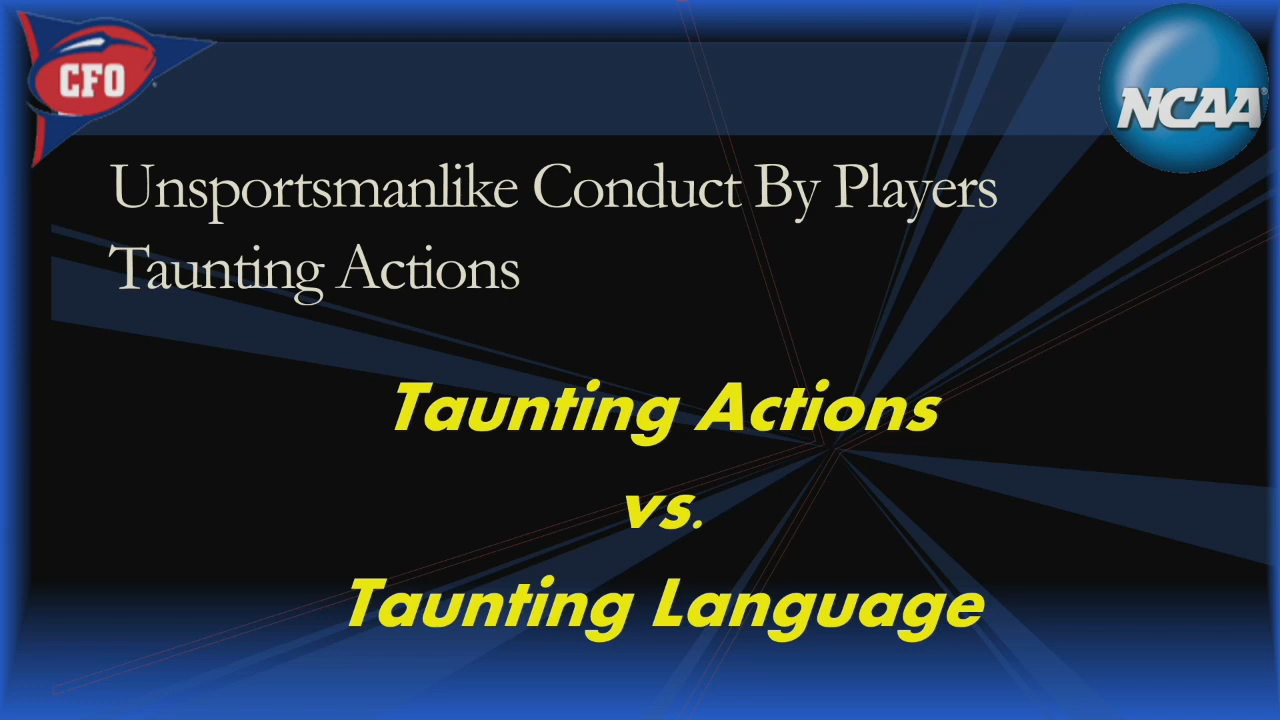 CFO
NCAA®
Unsportsmanlike Conduct By Players
Taunting Actions
Taunting Actions
vs.
Taunting Language